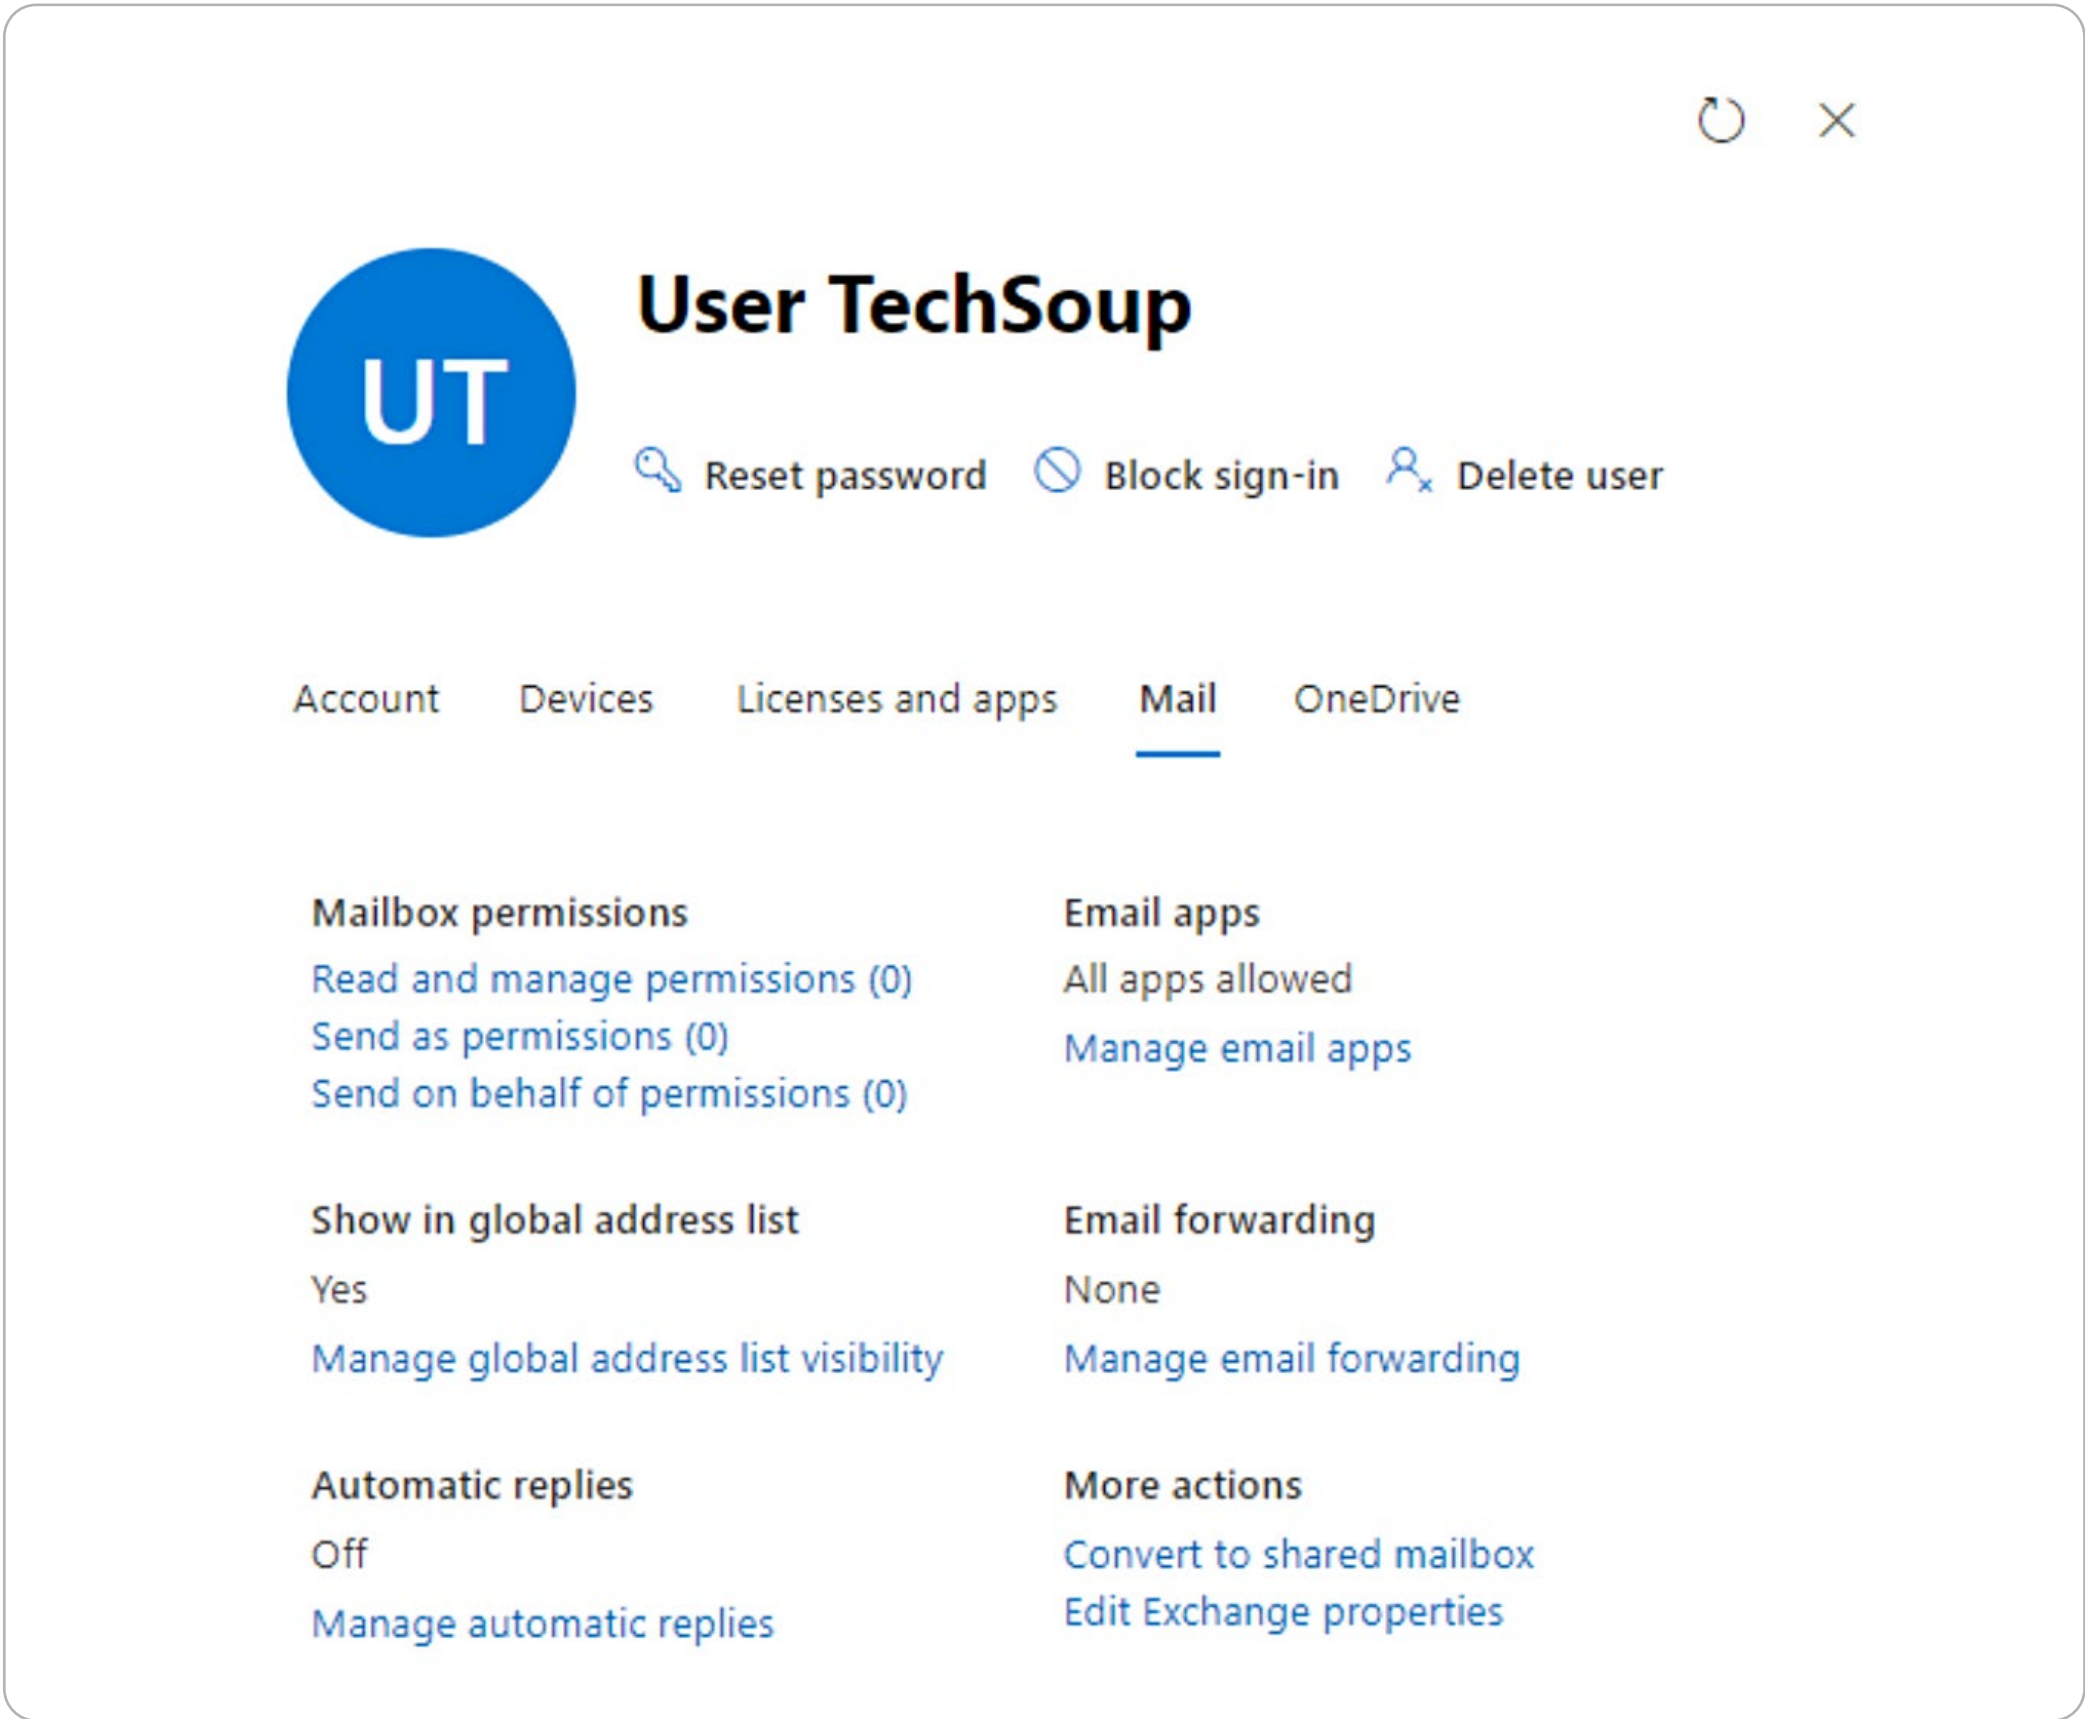 User TechSoup
UT
Reset password Block sign-in Delete user
Account Devices Licenses and apps Mail OneDrive
Mailbox permissions
Read and manage permissions (0)
Send as permissions (0)
Send on behalf of permissions (0)
Email apps
All apps allowed
Manage email apps
Show in global address list
Yes
Manage global address list visibility
Email forwarding
None
Manage email forwarding
Automatic replies
Off
Manage automatic replies
More actions
Convert to shared mailbox
Edit Exchange properties